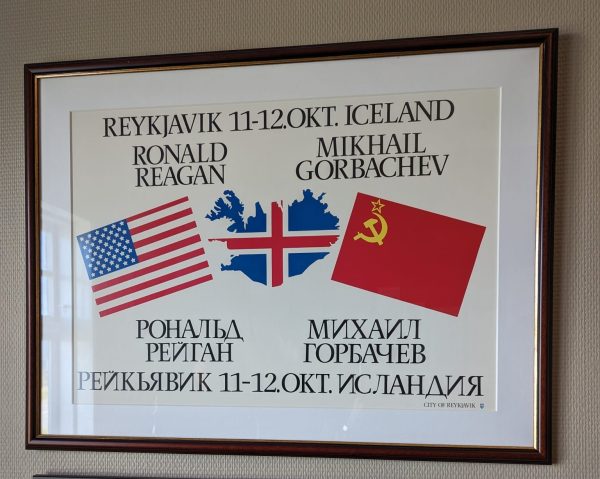 REYKJAVIK 11-12.OKT. ICELAND
RONALD REAGAN
MIKHAIL GORBACHEV
РОНАЛЬД РЕЙГАН
МИХАИЛ ГОРБАЧЕВ
РЕЙКЬЯВИК 11-12.ОКТ. ИСЛАНДИЯ
CITY OF REYKJAVIK